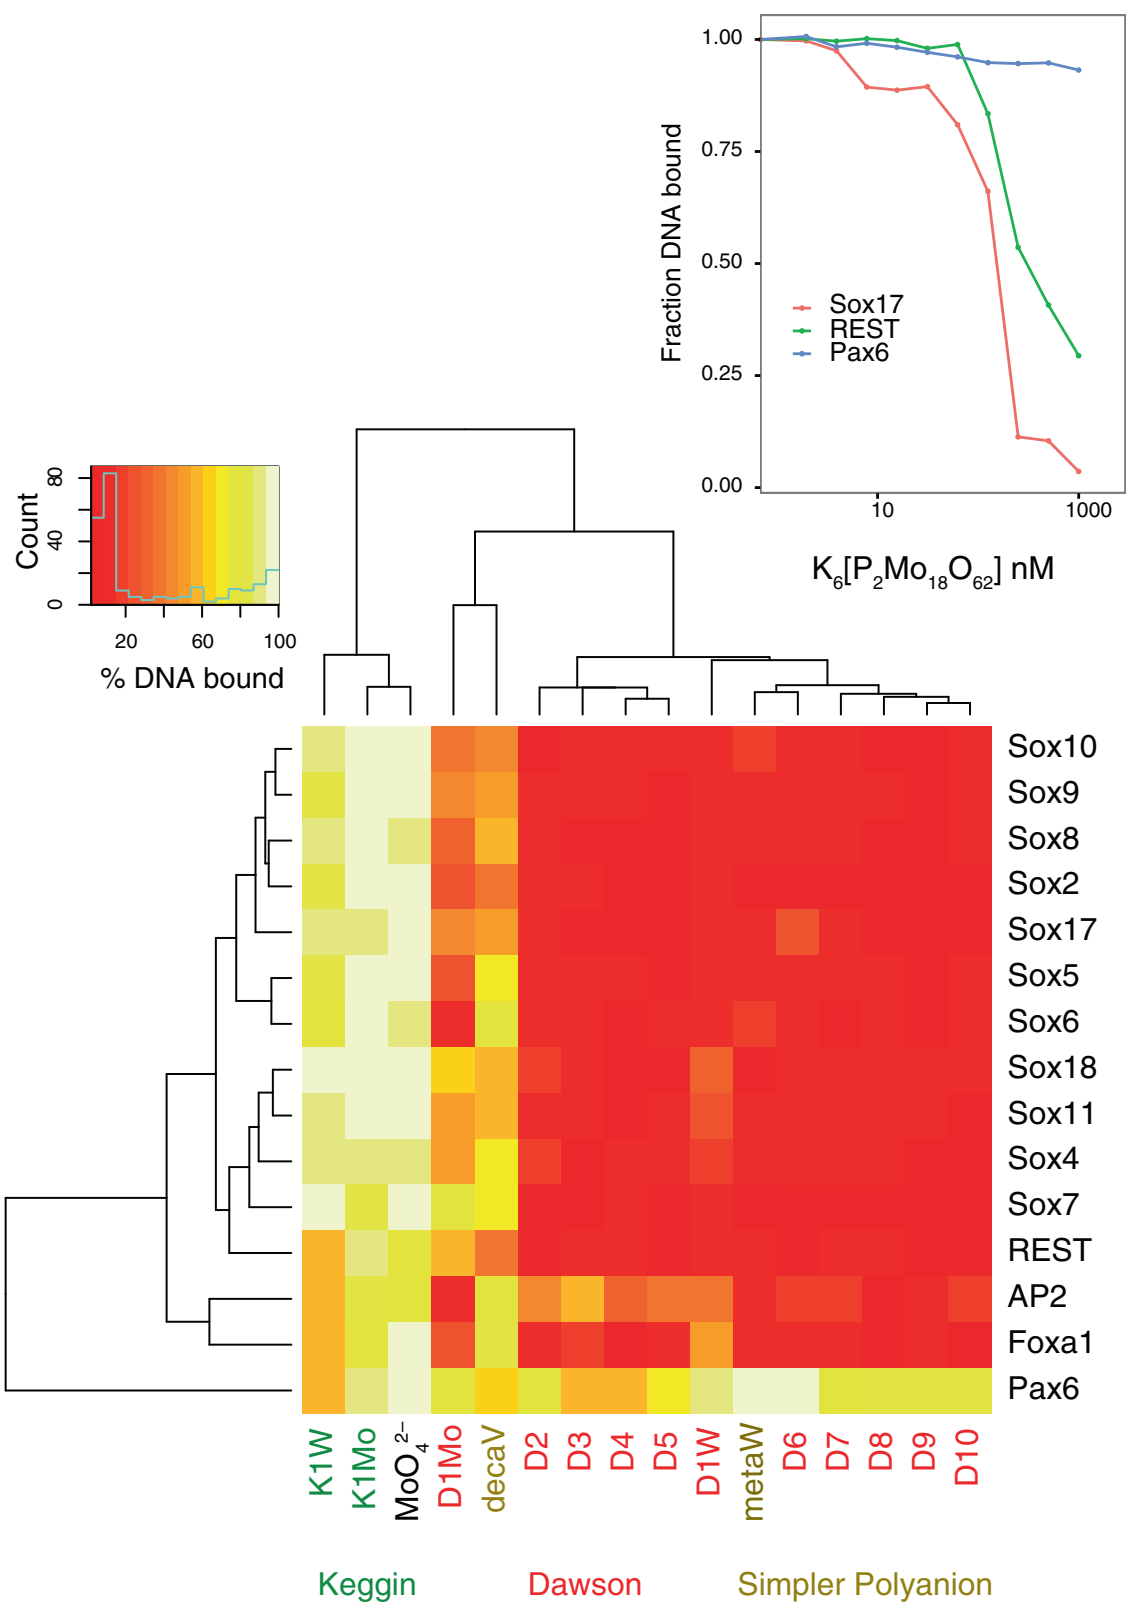 1.00
0.75
0.50
0.25
0.00
Fraction DNA bound
Sox17
REST
Pax6
10
1000
K₆[P₂Mo₁₈O₆₂] nM
80
40
0
Count
20
60
100
% DNA bound
Sox10
Sox9
Sox8
Sox2
Sox17
Sox5
Sox6
Sox18
Sox11
Sox4
Sox7
REST
AP2
Foxa1
Pax6
K1W
K1Mo
MoO₄²⁻
D1Mo
decaV
D2
D3
D4
D5
D1W
metaW
D6
D7
D8
D9
D10
Keggin
Dawson
Simpler Polyanion